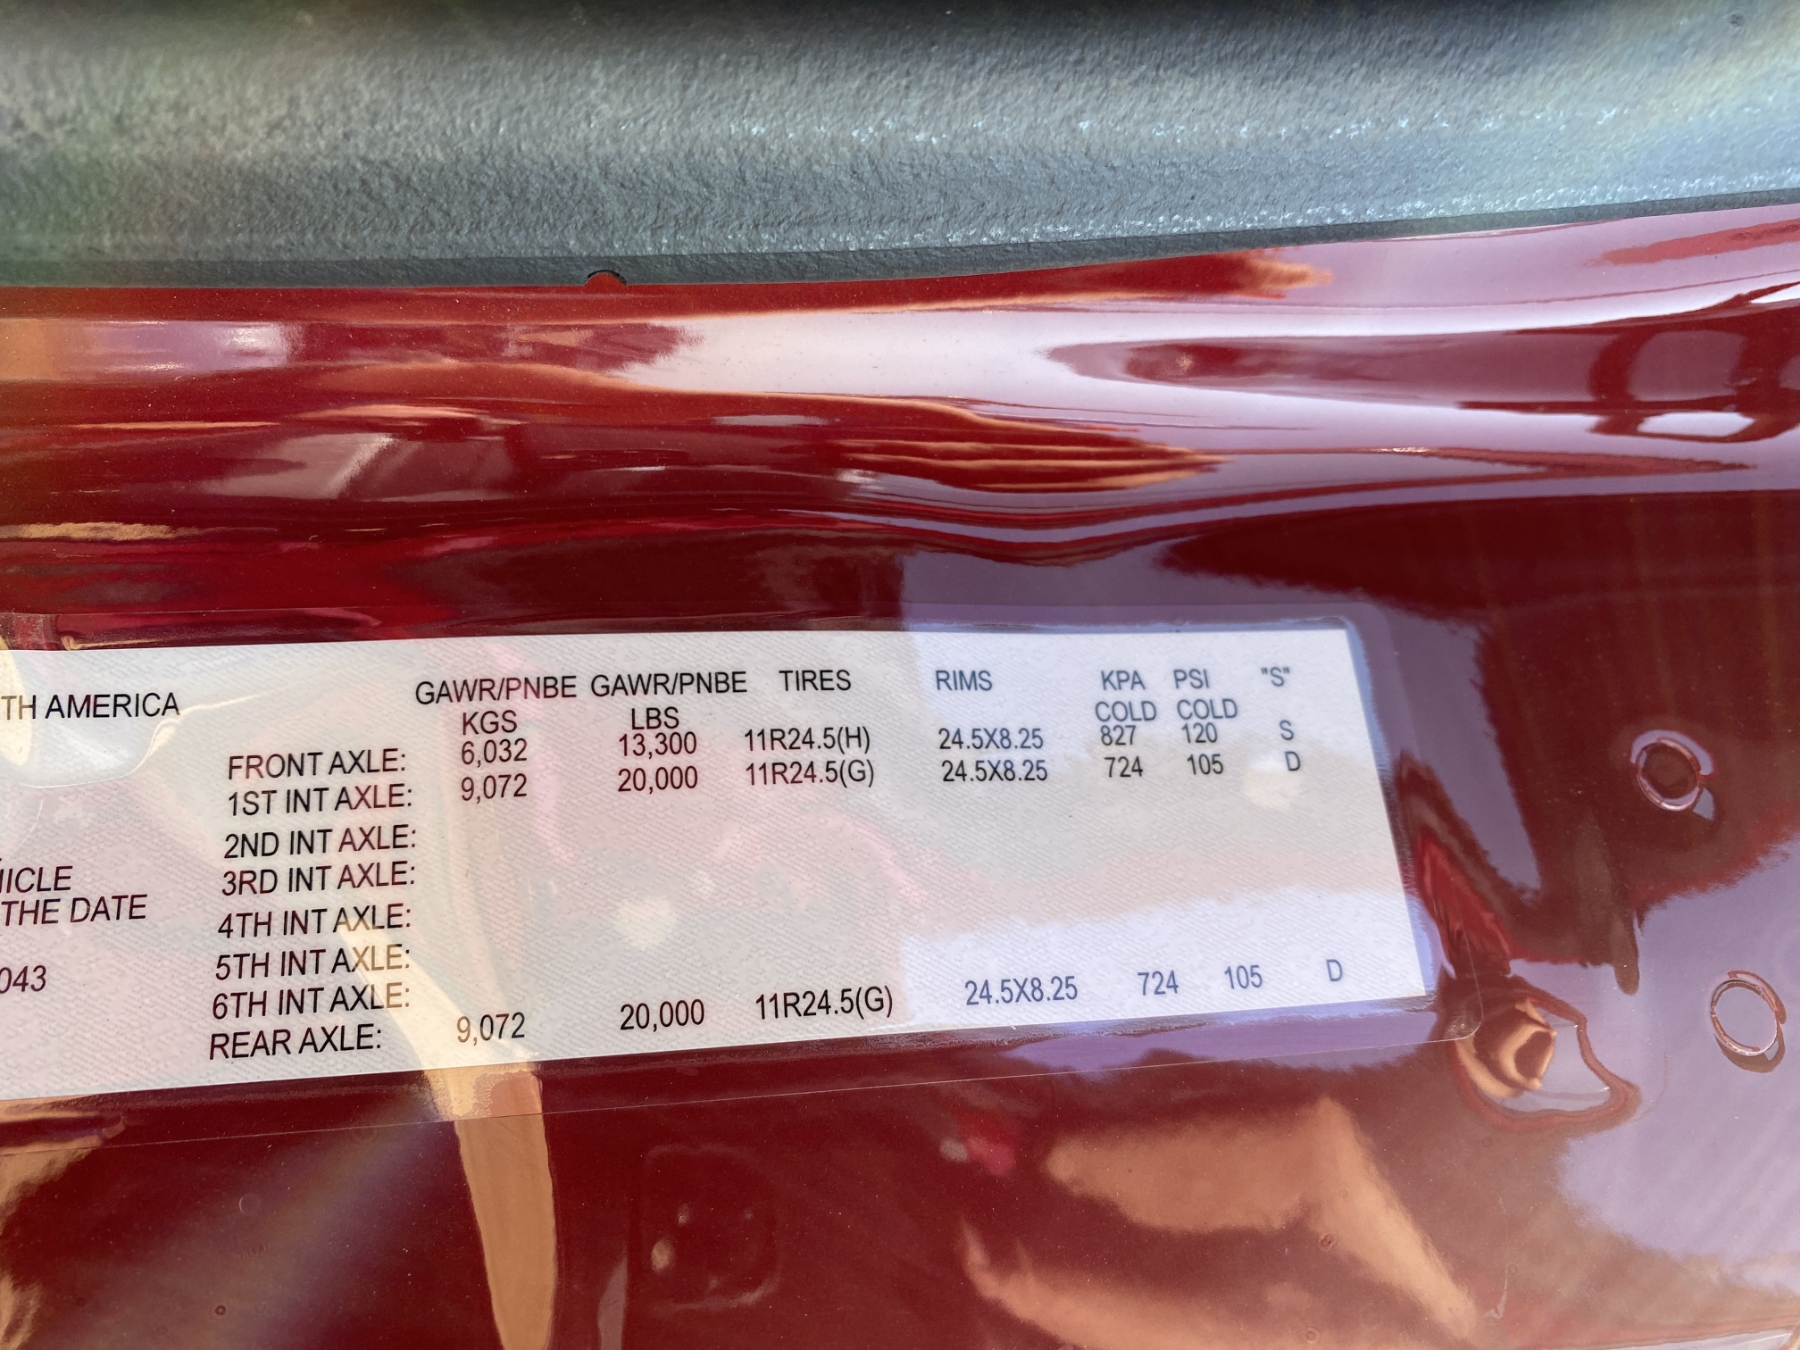 TH AMERICA
GAWR/PNBE GAWR/PNBE TIRES RIMS KPA PSI "S"
KGS LBS COLD COLD
FRONT AXLE: 6,032 13,300 11R24.5(H) 24.5X8.25 827 120 S
1ST INT AXLE: 9,072 20,000 11R24.5(G) 24.5X8.25 724 105 D
2ND INT AXLE:
HICLE 3RD INT AXLE:
THE DATE 4TH INT AXLE:
5TH INT AXLE:
043 6TH INT AXLE:
REAR AXLE: 9,072 20,000 11R24.5(G) 24.5X8.25 724 105 D